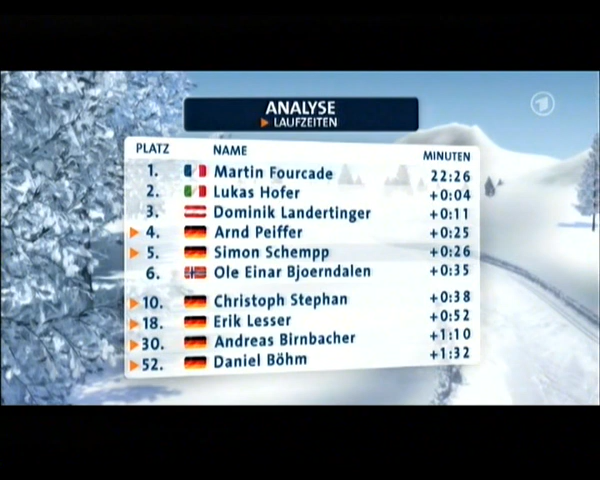 ANALYSE
LAUFZEITEN
PLATZ NAME MINUTEN
1. Martin Fourcade 22:26
2. Lukas Hofer +0:04
3. Dominik Landertinger +0:11
4. Arnd Peiffer +0:25
5. Simon Schempp +0:26
6. Ole Einar Bjoerndalen +0:35
10. Christoph Stephan +0:38
18. Erik Lesser +0:52
30. Andreas Birnbacher +1:10
52. Daniel Böhm +1:32
1